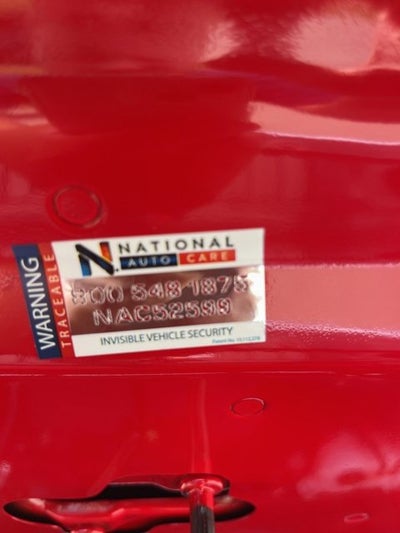 WARNING
TRACEABLE
N. NATIONAL
AUTO CARE
800 548 1875
NAC52599
INVISIBLE VEHICLE SECURITY